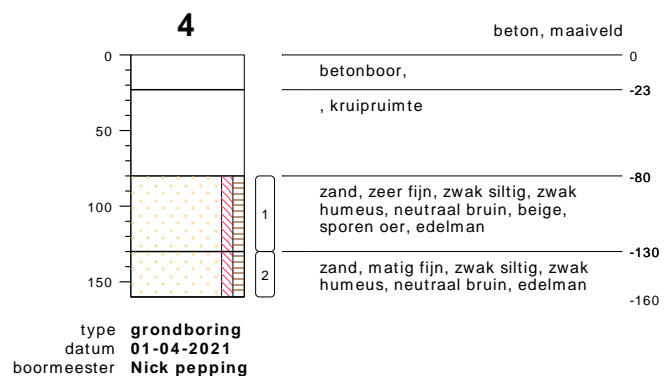 4
beton, maaiveld
0
0
betonboor,
-23
, kruipruimte
50
-80
zand, zeer fijn, zwak siltig, zwak
humeus, neutraal bruin, beige,
sporen oer, edelman
100
1
-130
zand, matig fijn, zwak siltig, zwak
humeus, neutraal bruin, edelman
150
2
-160
type grondboring
datum 01-04-2021
boormeester Nick pepping